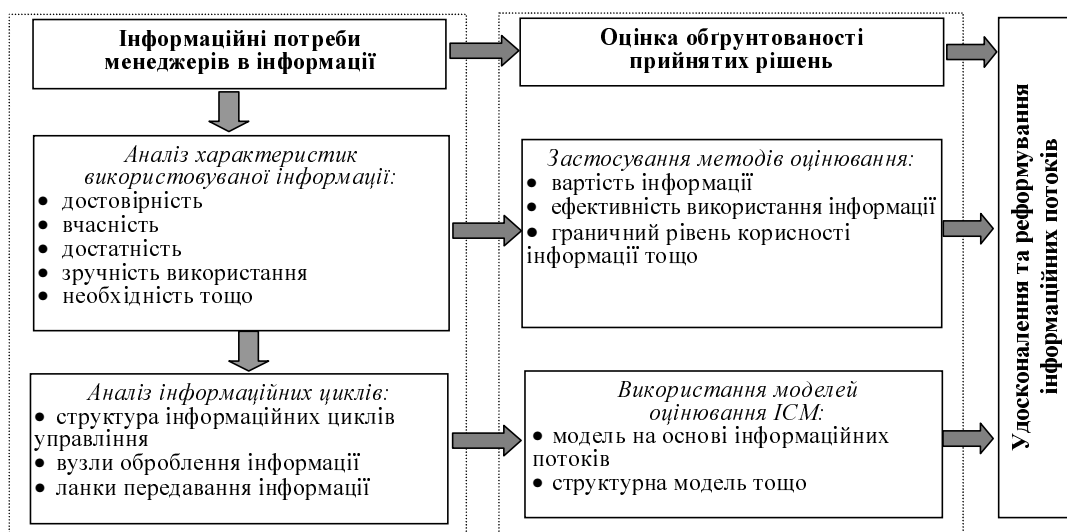 Інформаційні потреби
менеджерів в інформації
Оцінка обґрунтованості
прийнятих рішень
Аналіз характеристик
використовуваної інформації:
● достовірність
● вчасність
● достатність
● зручність використання
● необхідність тощо
Застосування методів оцінювання:
● вартість інформації
● ефективність використання інформації
● граничний рівень корисності
інформації тощо
Аналіз інформаційних циклів:
● структура інформаційних циклів
управління
● вузли оброблення інформації
● ланки передавання інформації
Використання моделей
оцінювання ІСМ:
● модель на основі інформаційних
потоків
● структурна модель тощо
Удосконалення та реформування
інформаційних потоків